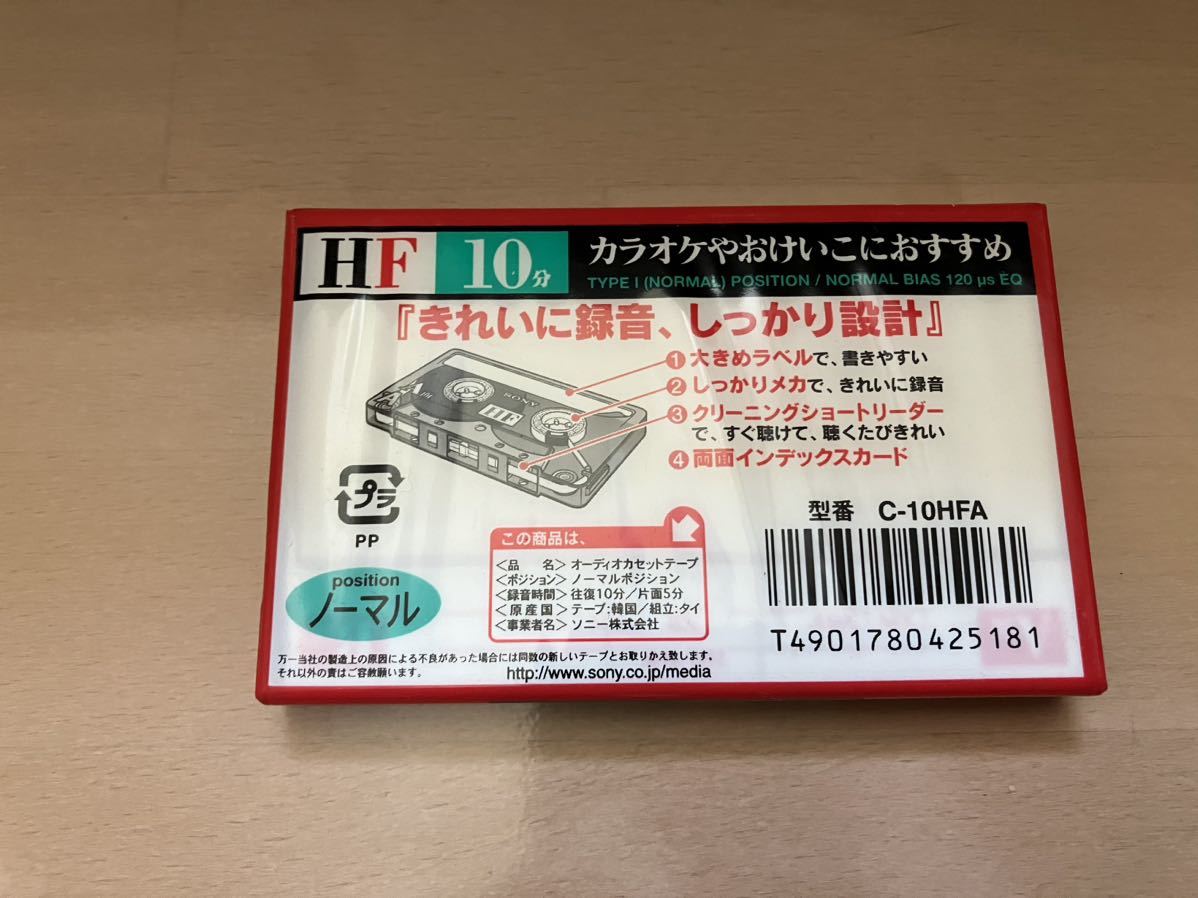 HF 10分 カラオケやおけいこにおすすめ
TYPE I (NORMAL) POSITION / NORMAL BIAS 120 µs EQ
『きれいに録音、しっかり設計』
1 大きめラベルで、書きやすい
2 しっかりメカで、きれいに録音
3 クリーニングショートリーダー
で、すぐ聴けて、聴くたびきれい
4 両面インデックスカード
SONY
HF
プラ
PP
position
ノーマル
この商品は、
<品 名> オーディオカセットテープ
<ポジション> ノーマルポジション
<録音時間> 往復10分/片面5分
<原産国> テープ:韓国/組立:タイ
<事業者名> ソニー株式会社
型番 C-10HFA
T4901780425181
万一当社の製造上の原因による不良があった場合には同数の新しいテープとお取りかえ致します。
それ以外の責はご容赦願います。
http://www.sony.co.jp/media